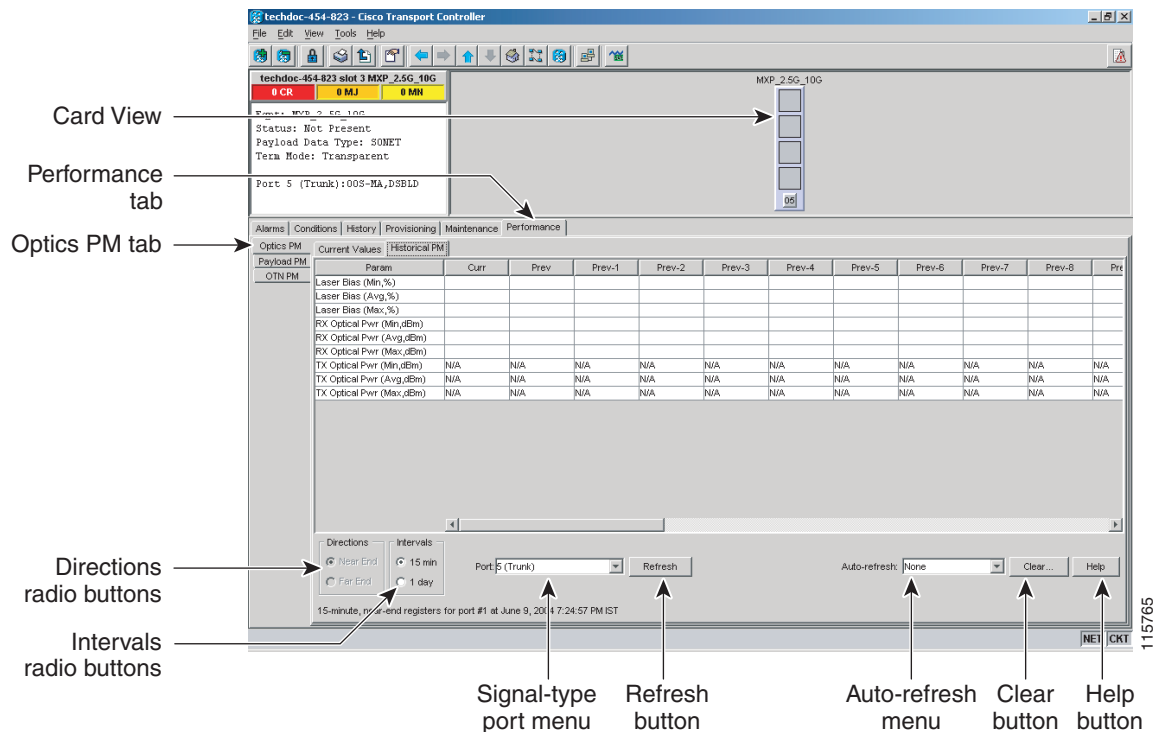 techdoc-454-823 - Cisco Transport Controller
File Edit View Tools Help
techdoc-454-823 slot 3 MXP_2.5G_10G
0 CR 0 MJ 0 MN
Eqpt: MXP_2.5G_10G
Status: Not Present
Payload Data Type: SONET
Term Mode: Transparent
Port 5 (Trunk):OOS-MA,DSBLD
MXP_2.5G_10G
05
Card View
Performance
tab
Optics PM tab
Alarms Conditions History Provisioning Maintenance Performance
Optics PM
Payload PM
OTN PM
Current Values Historical PM
Param Curr Prev Prev-1 Prev-2 Prev-3 Prev-4 Prev-5 Prev-6 Prev-7 Prev-8 Pre
Laser Bias (Min,%)
Laser Bias (Avg,%)
Laser Bias (Max,%)
RX Optical Pwr (Min,dBm)
RX Optical Pwr (Avg,dBm)
RX Optical Pwr (Max,dBm)
TX Optical Pwr (Min,dBm) N/A N/A N/A N/A N/A N/A N/A N/A N/A N/A N/A
TX Optical Pwr (Avg,dBm) N/A N/A N/A N/A N/A N/A N/A N/A N/A N/A N/A
TX Optical Pwr (Max,dBm) N/A N/A N/A N/A N/A N/A N/A N/A N/A N/A N/A
Directions Intervals
Near End 15 min Port: 5 (Trunk) Refresh Auto-refresh: None Clear... Help
Far End 1 day
15-minute, near-end registers for port #1 at June 9, 2004 7:24:57 PM IST
NET CKT
Directions
radio buttons
Intervals
radio buttons
Signal-type
port menu
Refresh
button
Auto-refresh
menu
Clear
button
Help
button
115765